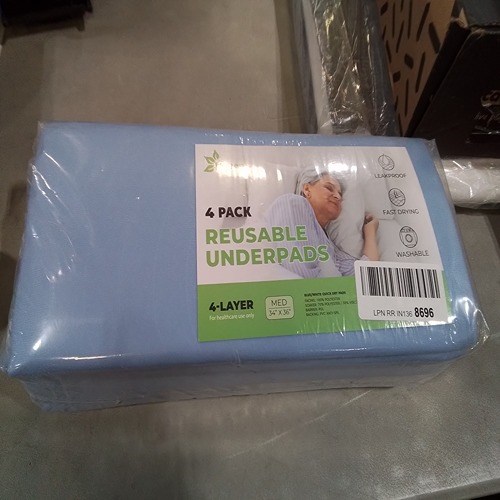 LEAKPROOF
FAST DRYING
WASHABLE
4 PACK
REUSABLE
UNDERPADS
4-LAYER
For healthcare use only
MED
34" X 36"
LPN RR IN136 8696